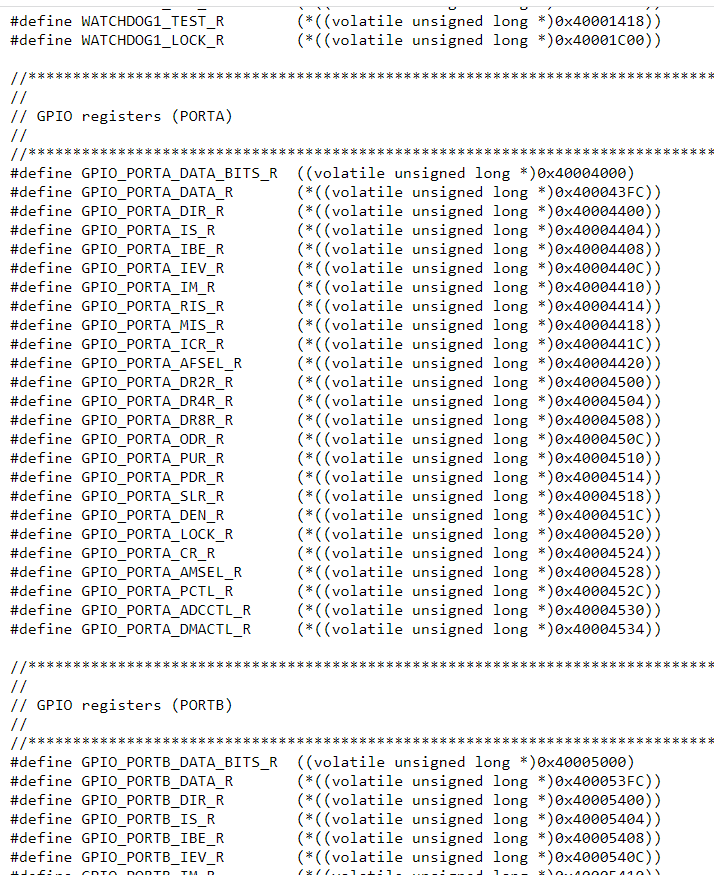 #define WATCHDOG1_TEST_R        (*((volatile unsigned long *)0x40001418))
#define WATCHDOG1_LOCK_R        (*((volatile unsigned long *)0x40001C00))
//*****************************************************************************
//
// GPIO registers (PORTA)
//
//*****************************************************************************
#define GPIO_PORTA_DATA_BITS_R  ((volatile unsigned long *)0x40004000)
#define GPIO_PORTA_DATA_R       (*((volatile unsigned long *)0x400043FC))
#define GPIO_PORTA_DIR_R        (*((volatile unsigned long *)0x40004400))
#define GPIO_PORTA_IS_R         (*((volatile unsigned long *)0x40004404))
#define GPIO_PORTA_IBE_R        (*((volatile unsigned long *)0x40004408))
#define GPIO_PORTA_IEV_R        (*((volatile unsigned long *)0x4000440C))
#define GPIO_PORTA_IM_R         (*((volatile unsigned long *)0x40004410))
#define GPIO_PORTA_RIS_R        (*((volatile unsigned long *)0x40004414))
#define GPIO_PORTA_MIS_R        (*((volatile unsigned long *)0x40004418))
#define GPIO_PORTA_ICR_R        (*((volatile unsigned long *)0x4000441C))
#define GPIO_PORTA_AFSEL_R      (*((volatile unsigned long *)0x40004420))
#define GPIO_PORTA_DR2R_R       (*((volatile unsigned long *)0x40004500))
#define GPIO_PORTA_DR4R_R       (*((volatile unsigned long *)0x40004504))
#define GPIO_PORTA_DR8R_R       (*((volatile unsigned long *)0x40004508))
#define GPIO_PORTA_ODR_R        (*((volatile unsigned long *)0x4000450C))
#define GPIO_PORTA_PUR_R        (*((volatile unsigned long *)0x40004510))
#define GPIO_PORTA_PDR_R        (*((volatile unsigned long *)0x40004514))
#define GPIO_PORTA_SLR_R        (*((volatile unsigned long *)0x40004518))
#define GPIO_PORTA_DEN_R        (*((volatile unsigned long *)0x4000451C))
#define GPIO_PORTA_LOCK_R       (*((volatile unsigned long *)0x40004520))
#define GPIO_PORTA_CR_R         (*((volatile unsigned long *)0x40004524))
#define GPIO_PORTA_AMSEL_R      (*((volatile unsigned long *)0x40004528))
#define GPIO_PORTA_PCTL_R       (*((volatile unsigned long *)0x4000452C))
#define GPIO_PORTA_ADCCTL_R     (*((volatile unsigned long *)0x40004530))
#define GPIO_PORTA_DMACTL_R     (*((volatile unsigned long *)0x40004534))
//*****************************************************************************
//
// GPIO registers (PORTB)
//
//*****************************************************************************
#define GPIO_PORTB_DATA_BITS_R  ((volatile unsigned long *)0x40005000)
#define GPIO_PORTB_DATA_R       (*((volatile unsigned long *)0x400053FC))
#define GPIO_PORTB_DIR_R        (*((volatile unsigned long *)0x40005400))
#define GPIO_PORTB_IS_R         (*((volatile unsigned long *)0x40005404))
#define GPIO_PORTB_IBE_R        (*((volatile unsigned long *)0x40005408))
#define GPIO_PORTB_IEV_R        (*((volatile unsigned long *)0x4000540C))